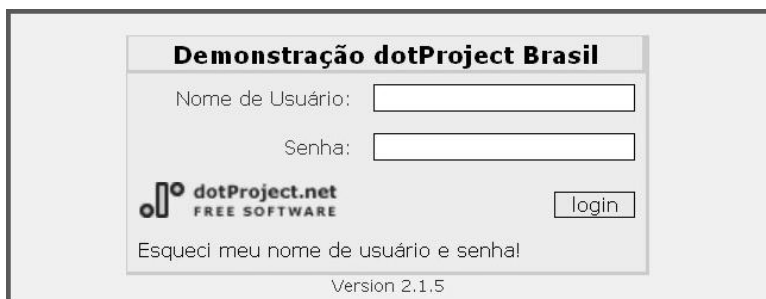 Demonstração dotProject Brasil
Nome de Usuário:
Senha:
dotProject.net
FREE SOFTWARE
login
Esqueci meu nome de usuário e senha!
Version 2.1.5